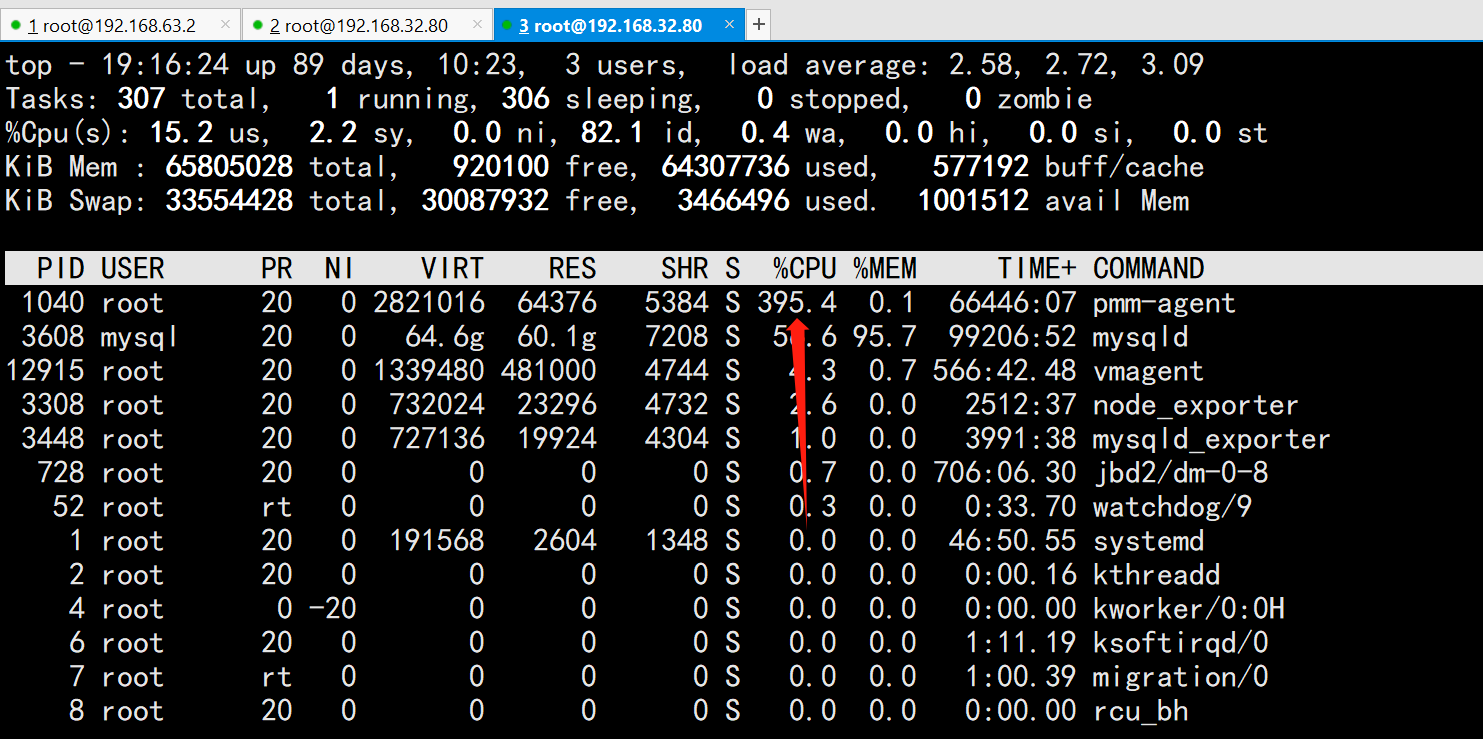 1 root@192.168.63.2 × 2 root@192.168.32.80 × 3 root@192.168.32.80 × +
top - 19:16:24 up 89 days, 10:23, 3 users, load average: 2.58, 2.72, 3.09
Tasks: 307 total, 1 running, 306 sleeping, 0 stopped, 0 zombie
%Cpu(s): 15.2 us, 2.2 sy, 0.0 ni, 82.1 id, 0.4 wa, 0.0 hi, 0.0 si, 0.0 st
KiB Mem : 65805028 total, 920100 free, 64307736 used, 577192 buff/cache
KiB Swap: 33554428 total, 30087932 free, 3466496 used. 1001512 avail Mem
PID USER PR NI VIRT RES SHR S %CPU %MEM TIME+ COMMAND
1040 root 20 0 2821016 64376 5384 S 395.4 0.1 66446:07 pmm-agent
3608 mysql 20 0 64.6g 60.1g 7208 S 95.7 99206:52 mysqld
12915 root 20 0 1339480 481000 4744 S 4.3 0.7 566:42.48 vmagent
3308 root 20 0 732024 23296 4732 S 2.6 0.0 2512:37 node_exporter
3448 root 20 0 727136 19924 4304 S 1.0 0.0 3991:38 mysqld_exporter
728 root 20 0 0 0 0 S 0.7 0.0 706:06.30 jbd2/dm-0-8
52 root rt 0 0 0 0 S 0.3 0.0 0:33.70 watchdog/9
1 root 20 0 191568 2604 1348 S 0.0 0.0 46:50.55 systemd
2 root 20 0 0 0 0 S 0.0 0.0 0:00.16 kthreadd
4 root 0 -20 0 0 0 S 0.0 0.0 0:00.00 kworker/0:0H
6 root 20 0 0 0 0 S 0.0 0.0 1:11.19 ksoftirqd/0
7 root rt 0 0 0 0 S 0.0 0.0 1:00.39 migration/0
8 root 20 0 0 0 0 S 0.0 0.0 0:00.00 rcu_bh